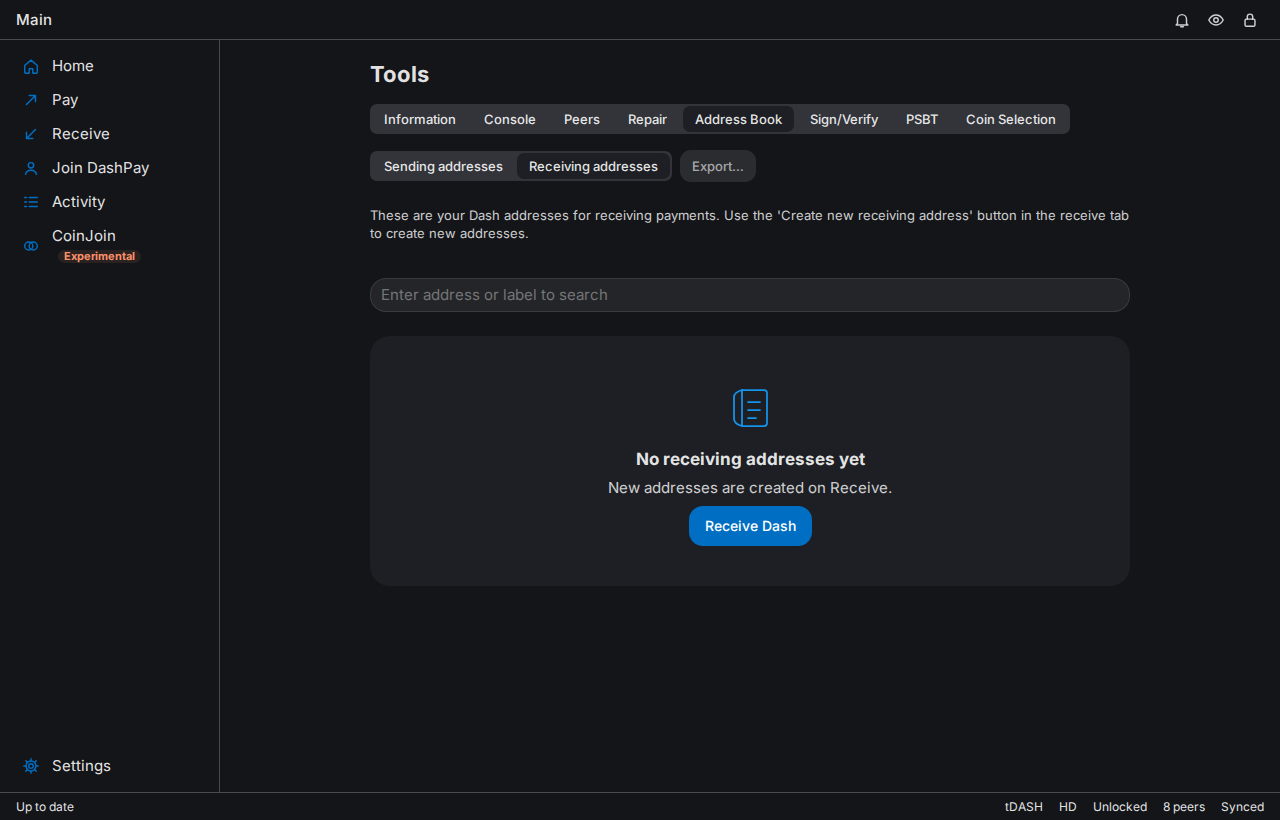 Main
Home
Pay
Receive
Join DashPay
Activity
CoinJoin
Experimental
Settings
Tools
Information Console Peers Repair Address Book Sign/Verify PSBT Coin Selection
Sending addresses Receiving addresses Export...
These are your Dash addresses for receiving payments. Use the 'Create new receiving address' button in the receive tab
to create new addresses.
Enter address or label to search
No receiving addresses yet
New addresses are created on Receive.
Receive Dash
Up to date tDASH HD Unlocked 8 peers Synced